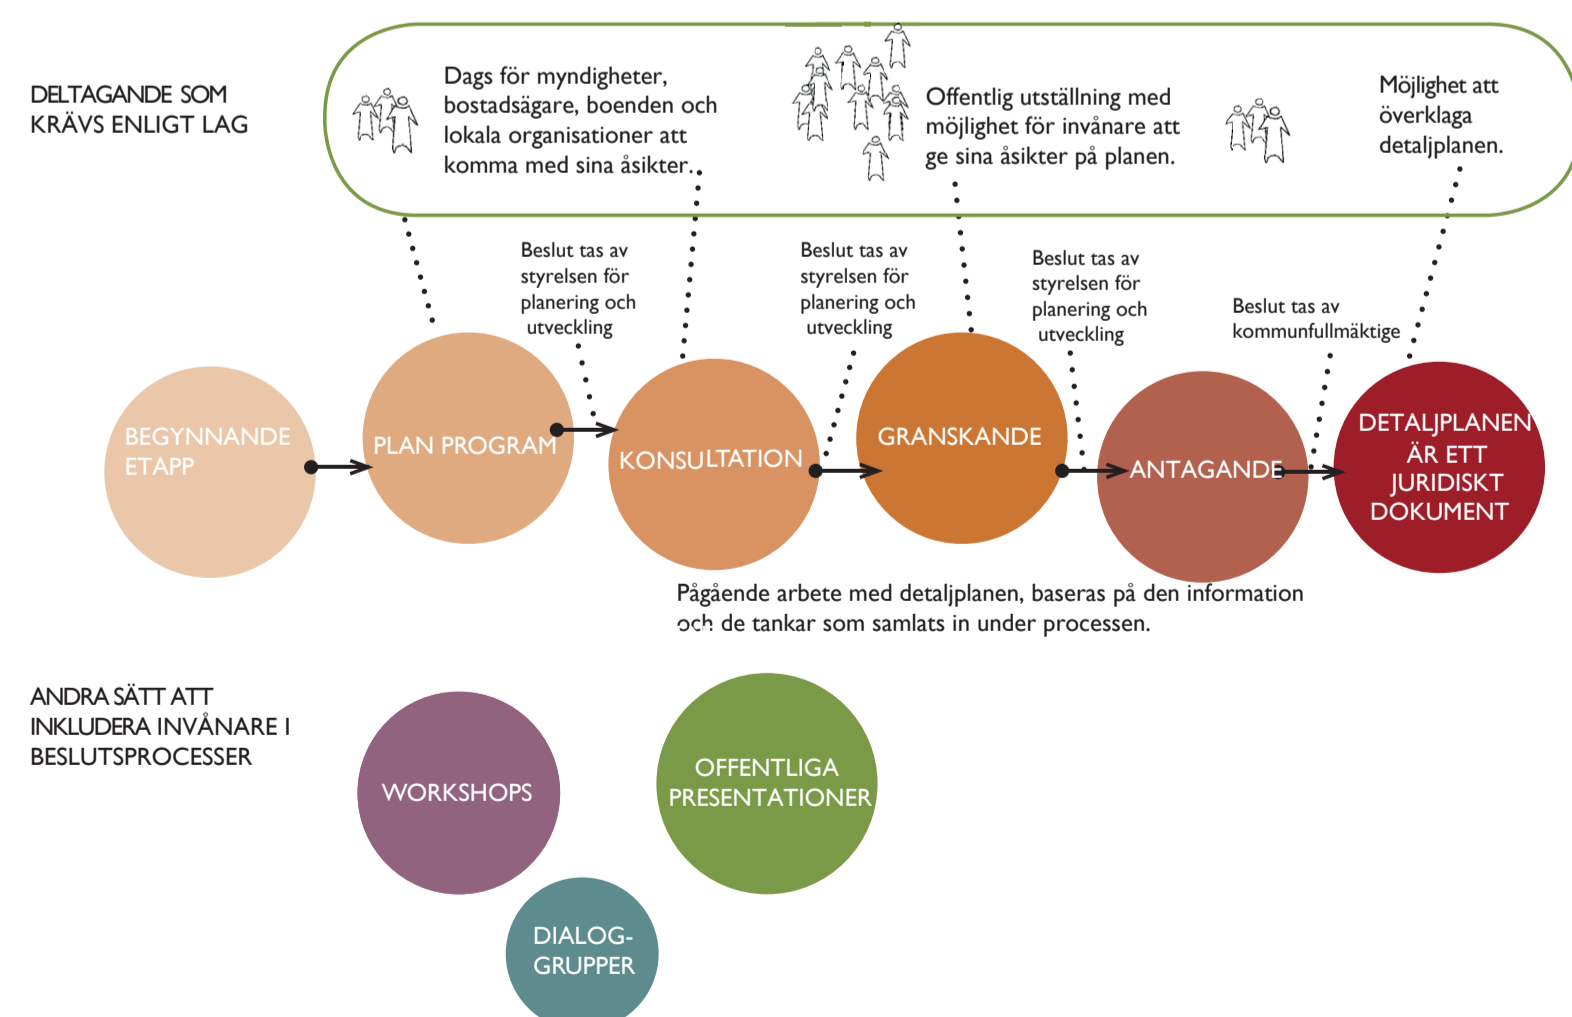 DELTAGANDE SOM
KRÄVS ENLIGT LAG
Dags för myndigheter,
bostadsägare, boenden och
lokala organisationer att
komma med sina åsikter.
Offentlig utställning med
möjlighet för invånare att
ge sina åsikter på planen.
Möjlighet att
överklaga
detaljplanen.
Beslut tas av
styrelsen för
planering och
utveckling
Beslut tas av
styrelsen för
planering och
utveckling
Beslut tas av
styrelsen för
planering och
utveckling
Beslut tas av
kommunfullmäktige
BEGYNNANDE
ETAPP
PLAN PROGRAM
KONSULTATION
GRANSKANDE
ANTAGANDE
DETALJPLANEN
ÄR ETT
JURIDISKT
DOKUMENT
Pågående arbete med detaljplanen, baseras på den information
och de tankar som samlats in under processen.
ANDRA SÄTT ATT
INKLUDERA INVÅNARE I
BESLUTSPROCESSER
WORKSHOPS
OFFENTLIGA
PRESENTATIONER
DIALOG-
GRUPPER